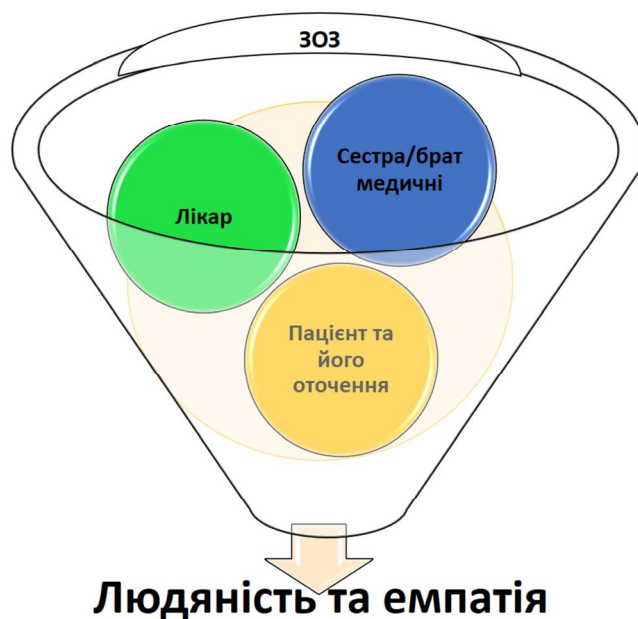 ЗОЗ
Сестра/брат
медичні
Лікар
Пацієнт та
його
оточення
Людяність та емпатія